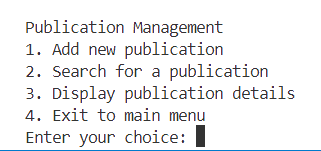 Publication Management
1. Add new publication
2. Search for a publication
3. Display publication details
4. Exit to main menu
Enter your choice: